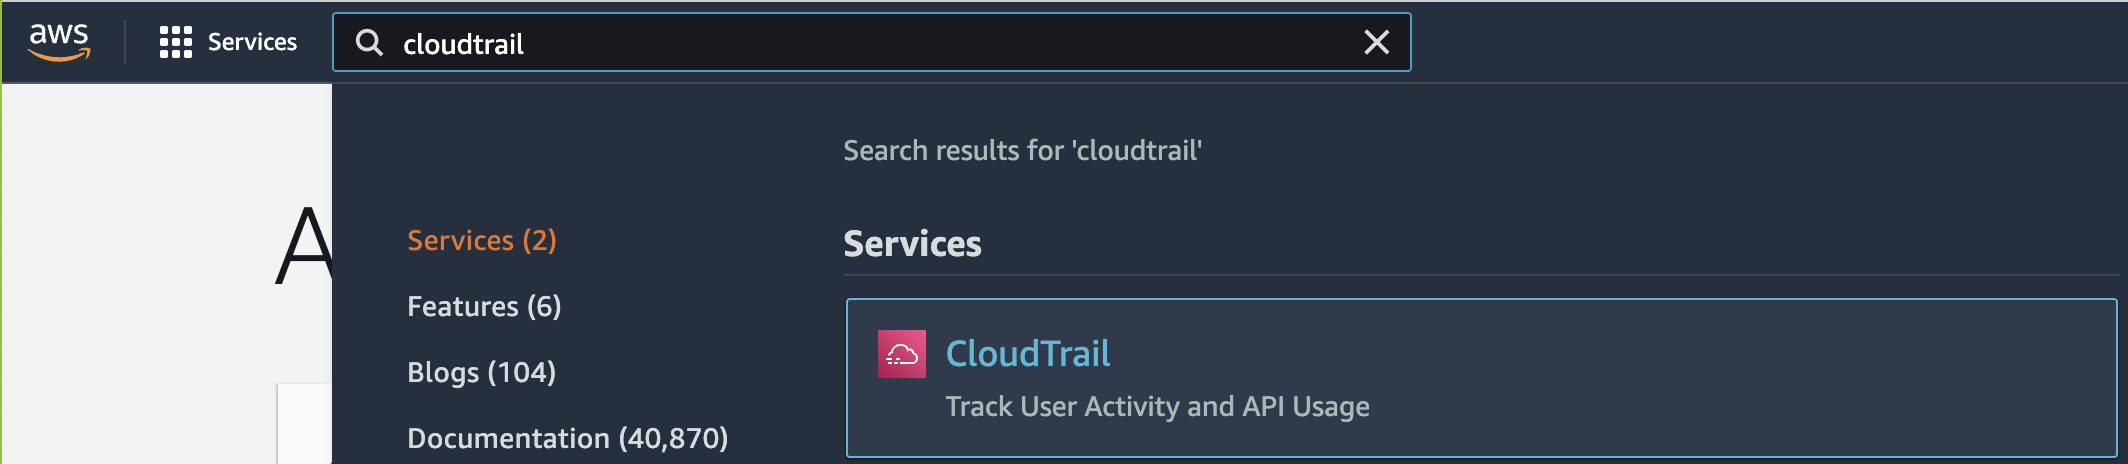 aws
Services
cloudtrail
Search results for 'cloudtrail'
A
Services (2)
Features (6)
Blogs (104)
Documentation (40,870)
Services
CloudTrail
Track User Activity and API Usage